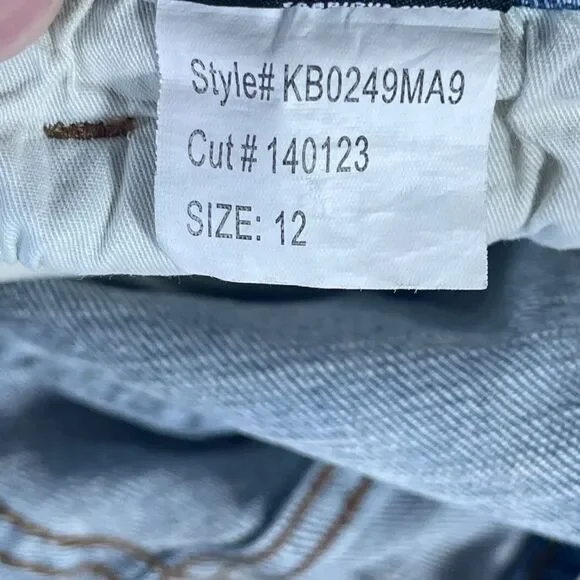 Style# KB0249MA9
Cut # 140123
SIZE: 12